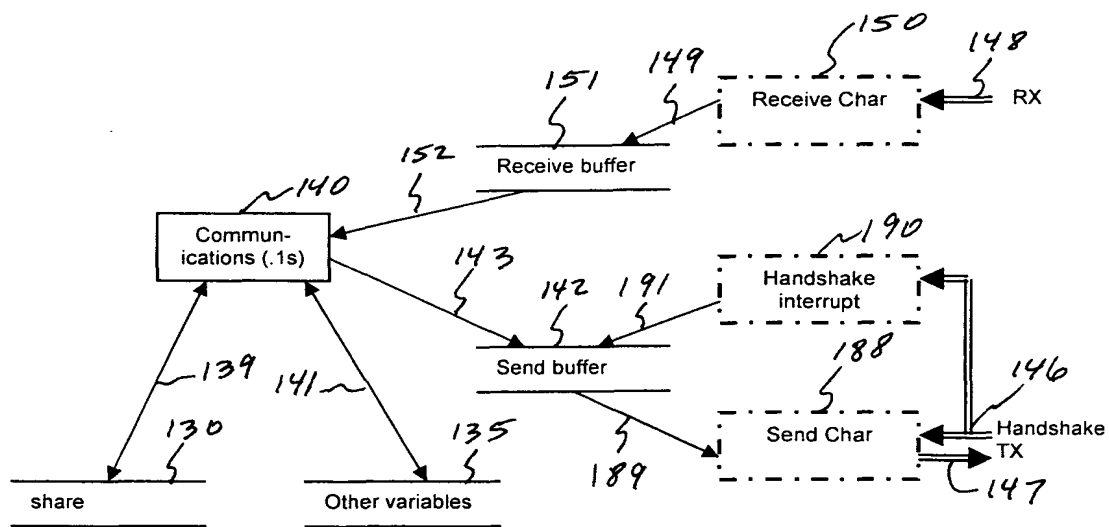 150
148
149
Receive Char
RX
151
Receive buffer
152
140
Commun-
ications (.1s)
190
Handshake
interrupt
143
142
191
Send buffer
188
146
Send Char
Handshake
TX
189
147
139
141
130
135
share
Other variables